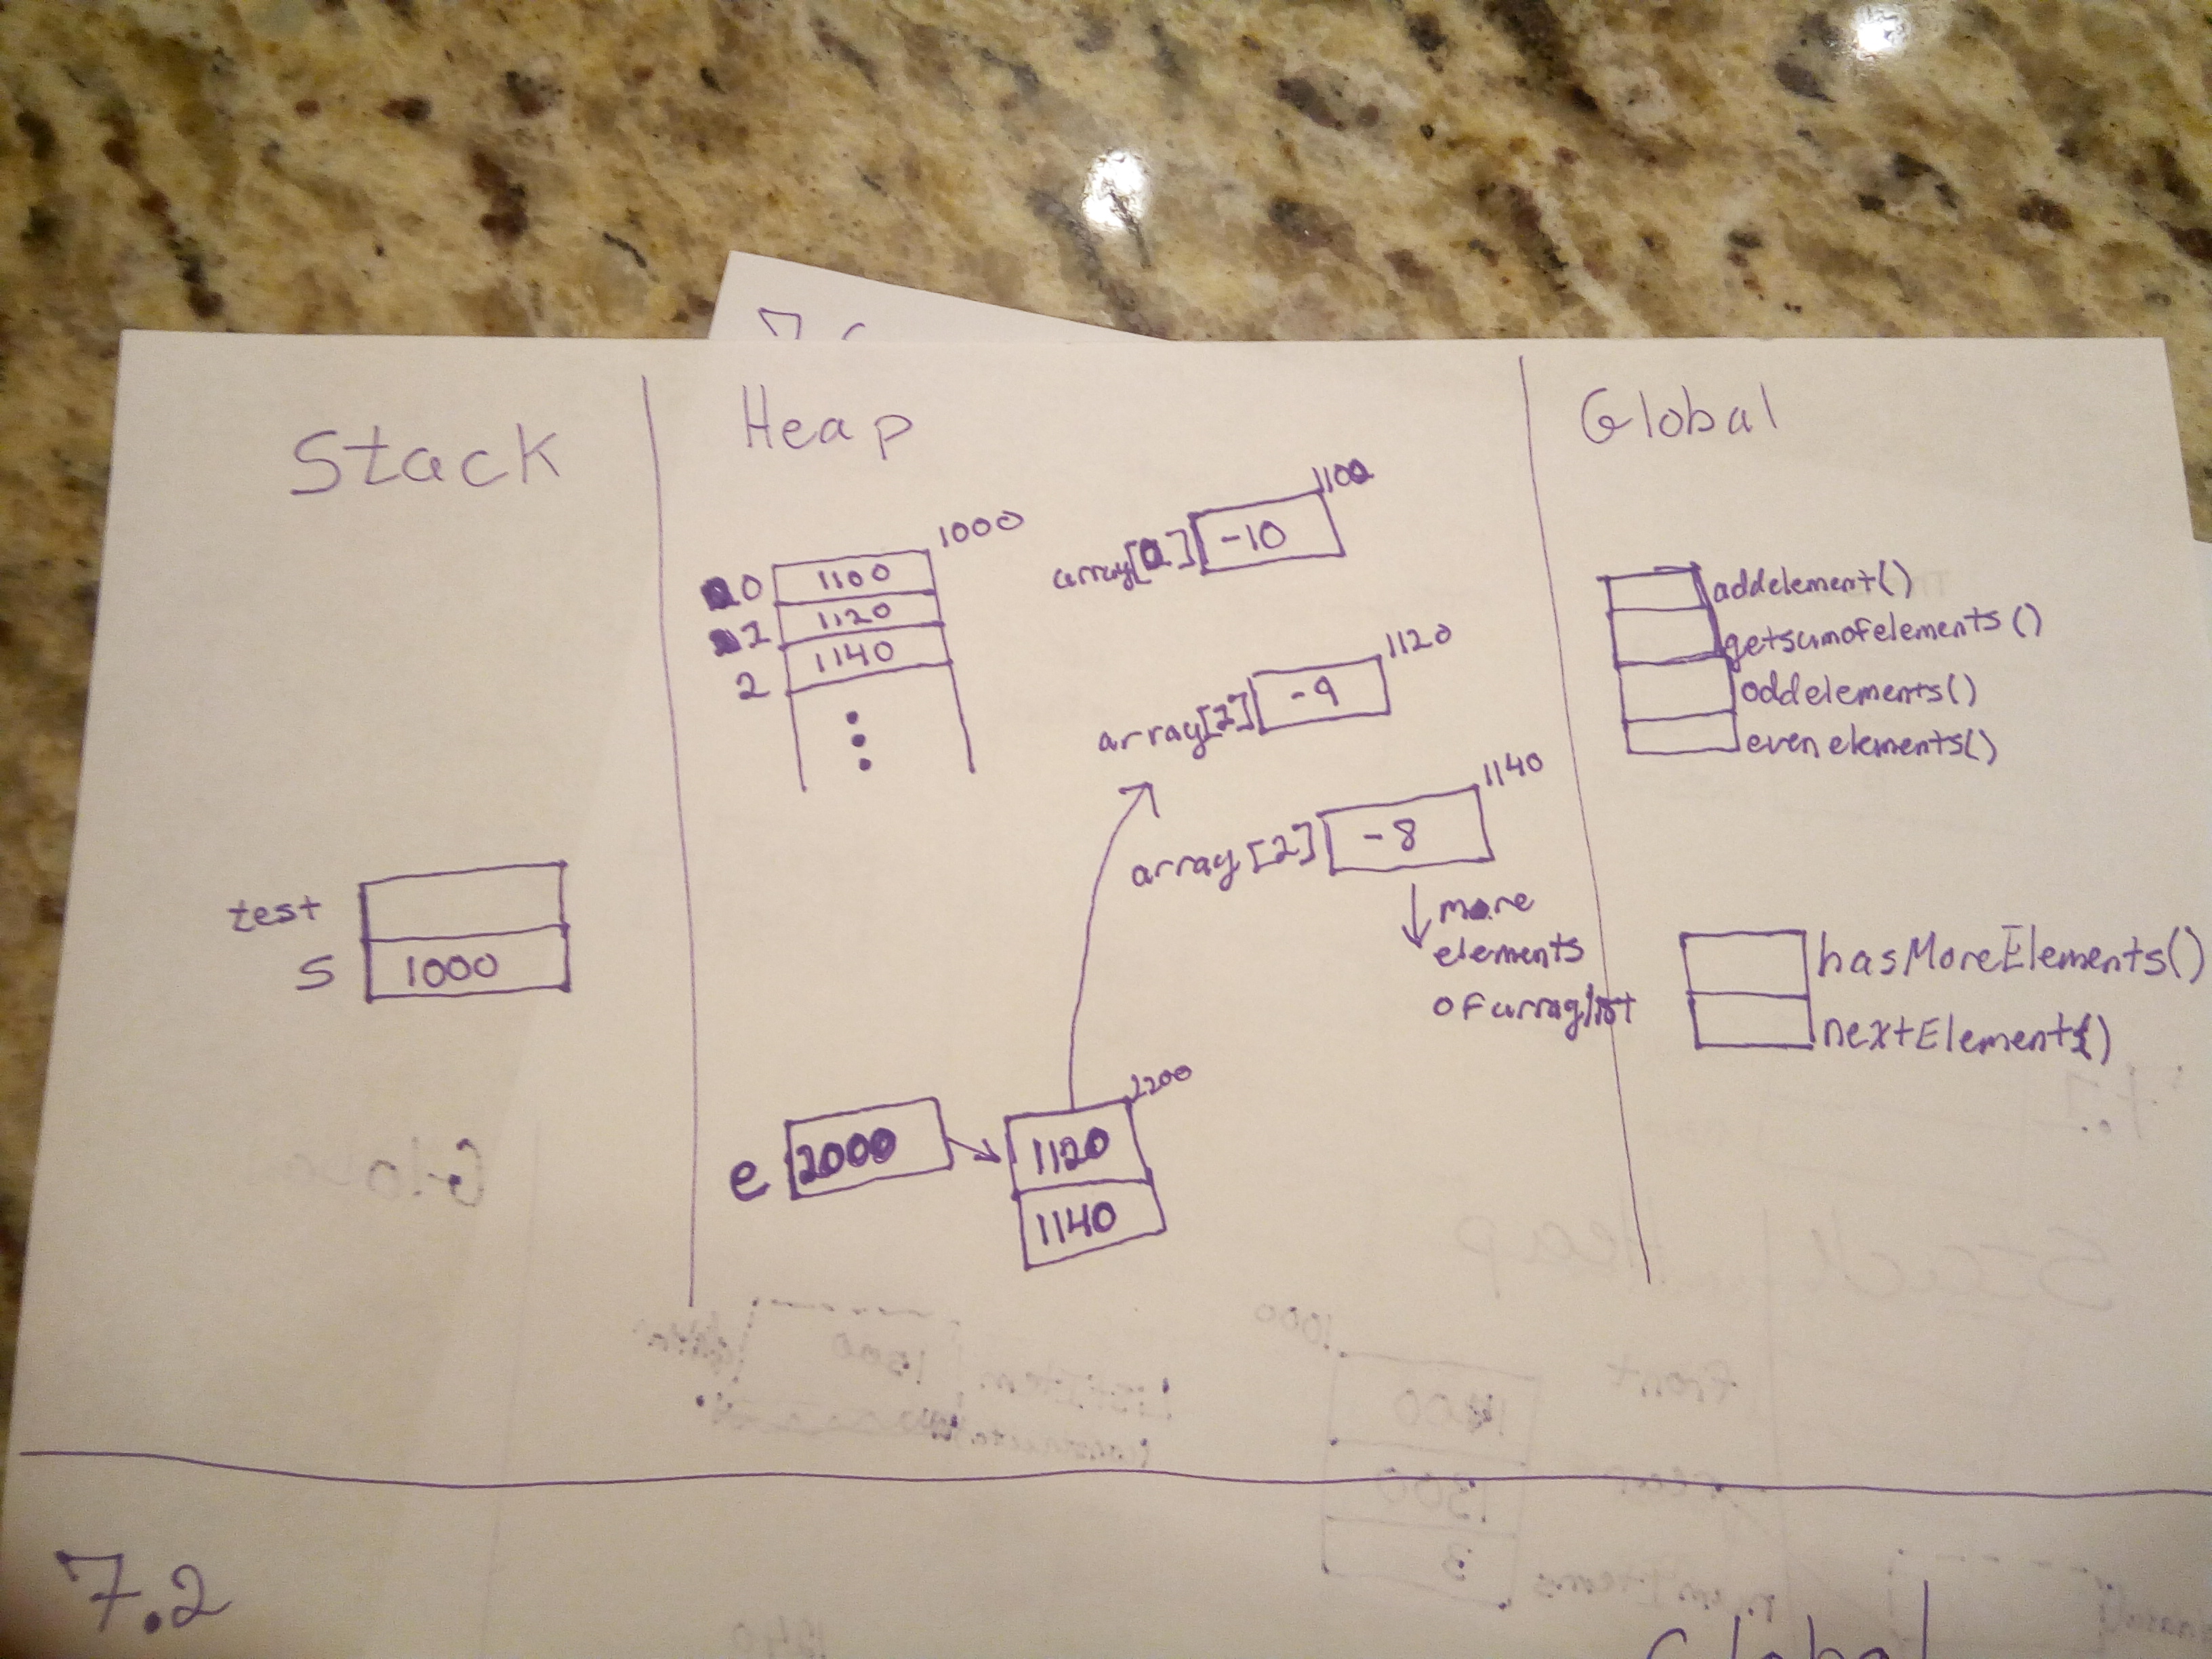 Stack
Heap
Global
1000
0 1100
1 1120
2 1140
array[0] -10
1100
array[1] -9
1120
array[2] -8
1140
more
elements
of arraylist
test
S 1000
e 2000
2200
1120
1140
addelement()
getsumofelements()
oddelements()
evenelements()
hasMoreElements()
nextElement()
7.2
Global